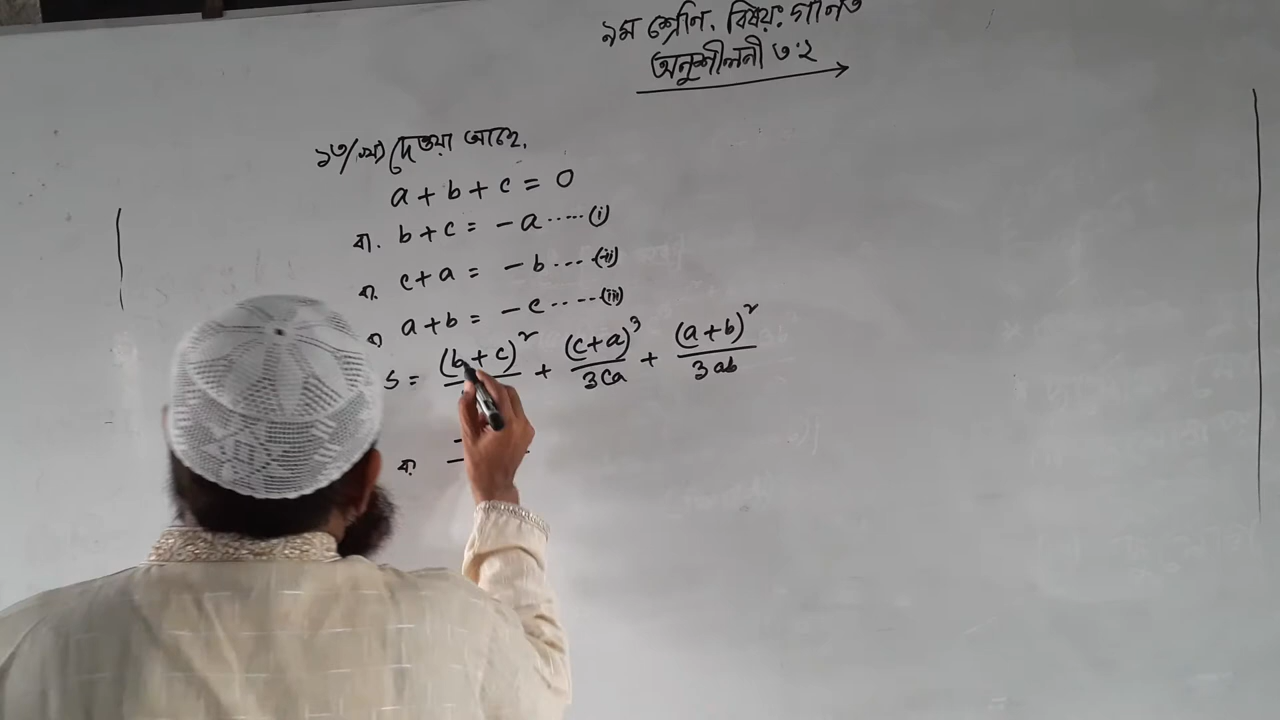 ৯ম শ্রেণি. বিষয়: গণিত
অনুশীলনী ৩.২
১৩/ দেওয়া আছে,
a + b + c = 0
বা. b + c = - a ..... (i)
বা. c + a = - b .... (ii)
a + b = - c ..... (iii)
S = (b + c)² + (c + a)³/3ca + (a + b)²/3ab
বা.